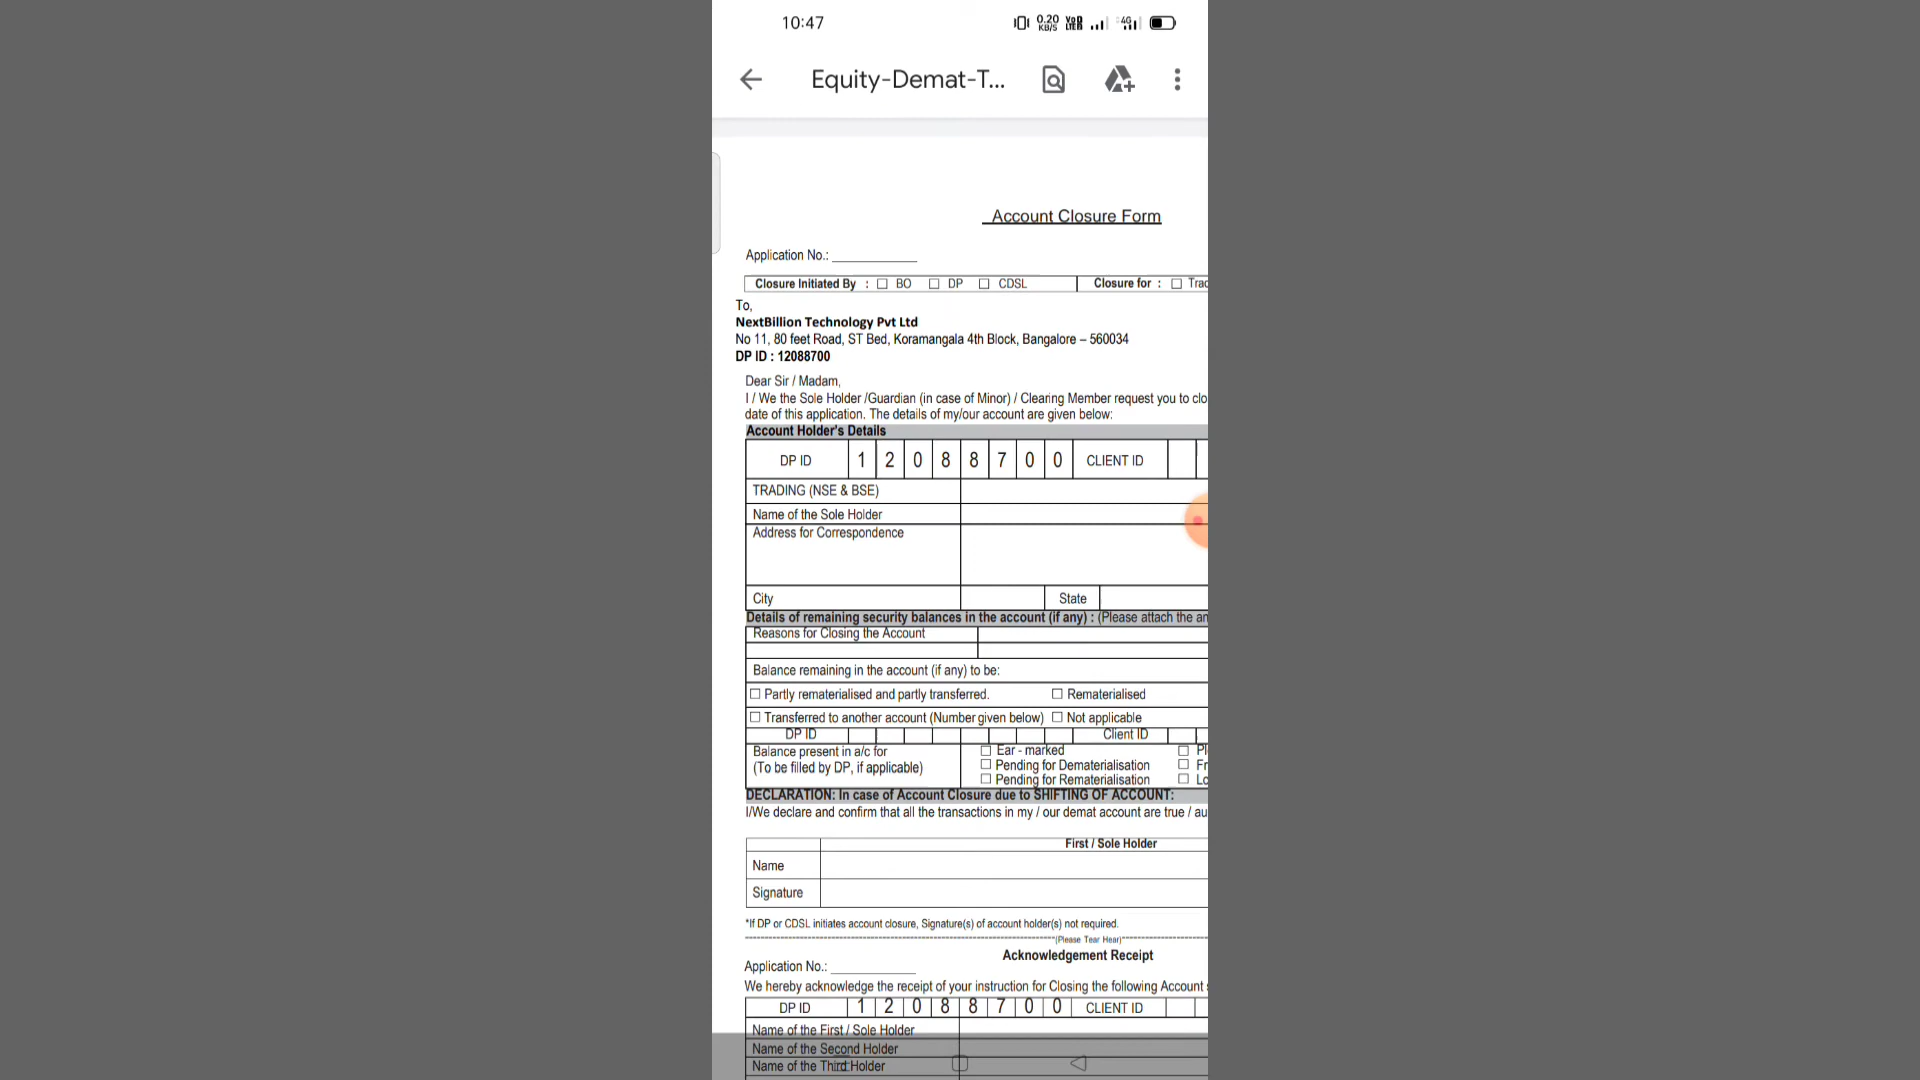 10:47
0.20 KB/S 4G
Equity-Demat-T...
Account Closure Form
Application No.: ___________
Closure Initiated By : ☐ BO ☐ DP ☐ CDSL Closure for : ☐
To,
NextBillion Technology Pvt Ltd
No 11, 80 feet Road, ST Bed, Koramangala 4th Block, Bangalore – 560034
DP ID : 12088700
Dear Sir / Madam,
I / We the Sole Holder /Guardian (in case of Minor) / Clearing Member request you to clo
date of this application. The details of my/our account are given below:
Account Holder's Details
DP ID 1 2 0 8 8 7 0 0 CLIENT ID
TRADING (NSE & BSE)
Name of the Sole Holder
Address for Correspondence
City State
Details of remaining security balances in the account (if any) : (Please attach the an
Reasons for Closing the Account
Balance remaining in the account (if any) to be:
☐ Partly rematerialised and partly transferred. ☐ Rematerialised
☐ Transferred to another account (Number given below) ☐ Not applicable
DP ID Client ID
Balance present in a/c for ☐ Ear - marked ☐ Pl
(To be filled by DP, if applicable) ☐ Pending for Dematerialisation ☐ Fr
☐ Pending for Rematerialisation ☐ Lo
DECLARATION: In case of Account Closure due to SHIFTING OF ACCOUNT:
I/We declare and confirm that all the transactions in my / our demat account are true / au
First / Sole Holder
Name
Signature
*If DP or CDSL initiates account closure, Signature(s) of account holder(s) not required.
(Please Tear Hear)
Acknowledgement Receipt
Application No.: ___________
We hereby acknowledge the receipt of your instruction for Closing the following Account
DP ID 1 2 0 8 8 7 0 0 CLIENT ID
Name of the First / Sole Holder
Name of the Second Holder
Name of the Third Holder